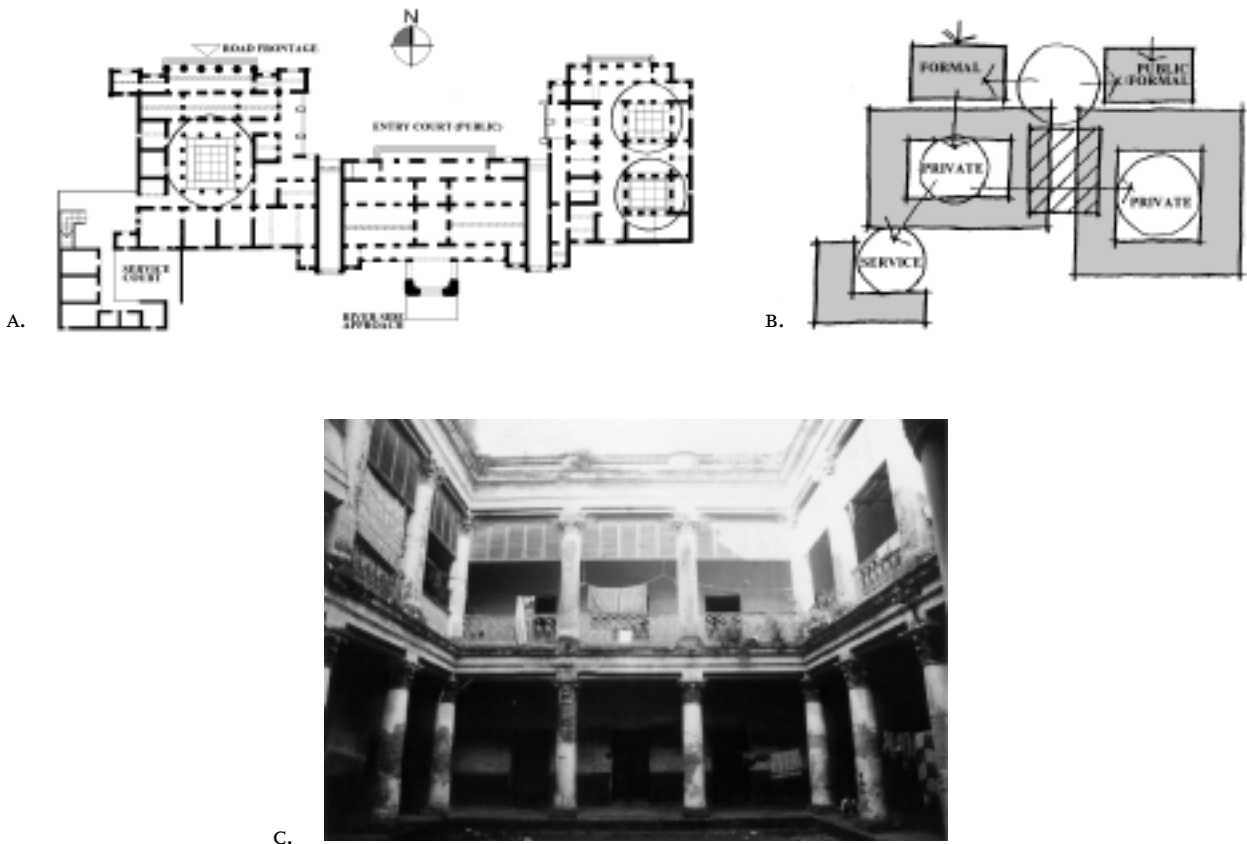 N
ROAD FRONTAGE
ENTRY COURT (PUBLIC)
SERVICE
COURT
RIVER SIDE
APPROACH
A.
FORMAL
PUBLIC
/FORMAL
PRIVATE
PRIVATE
SERVICE
B.
C.